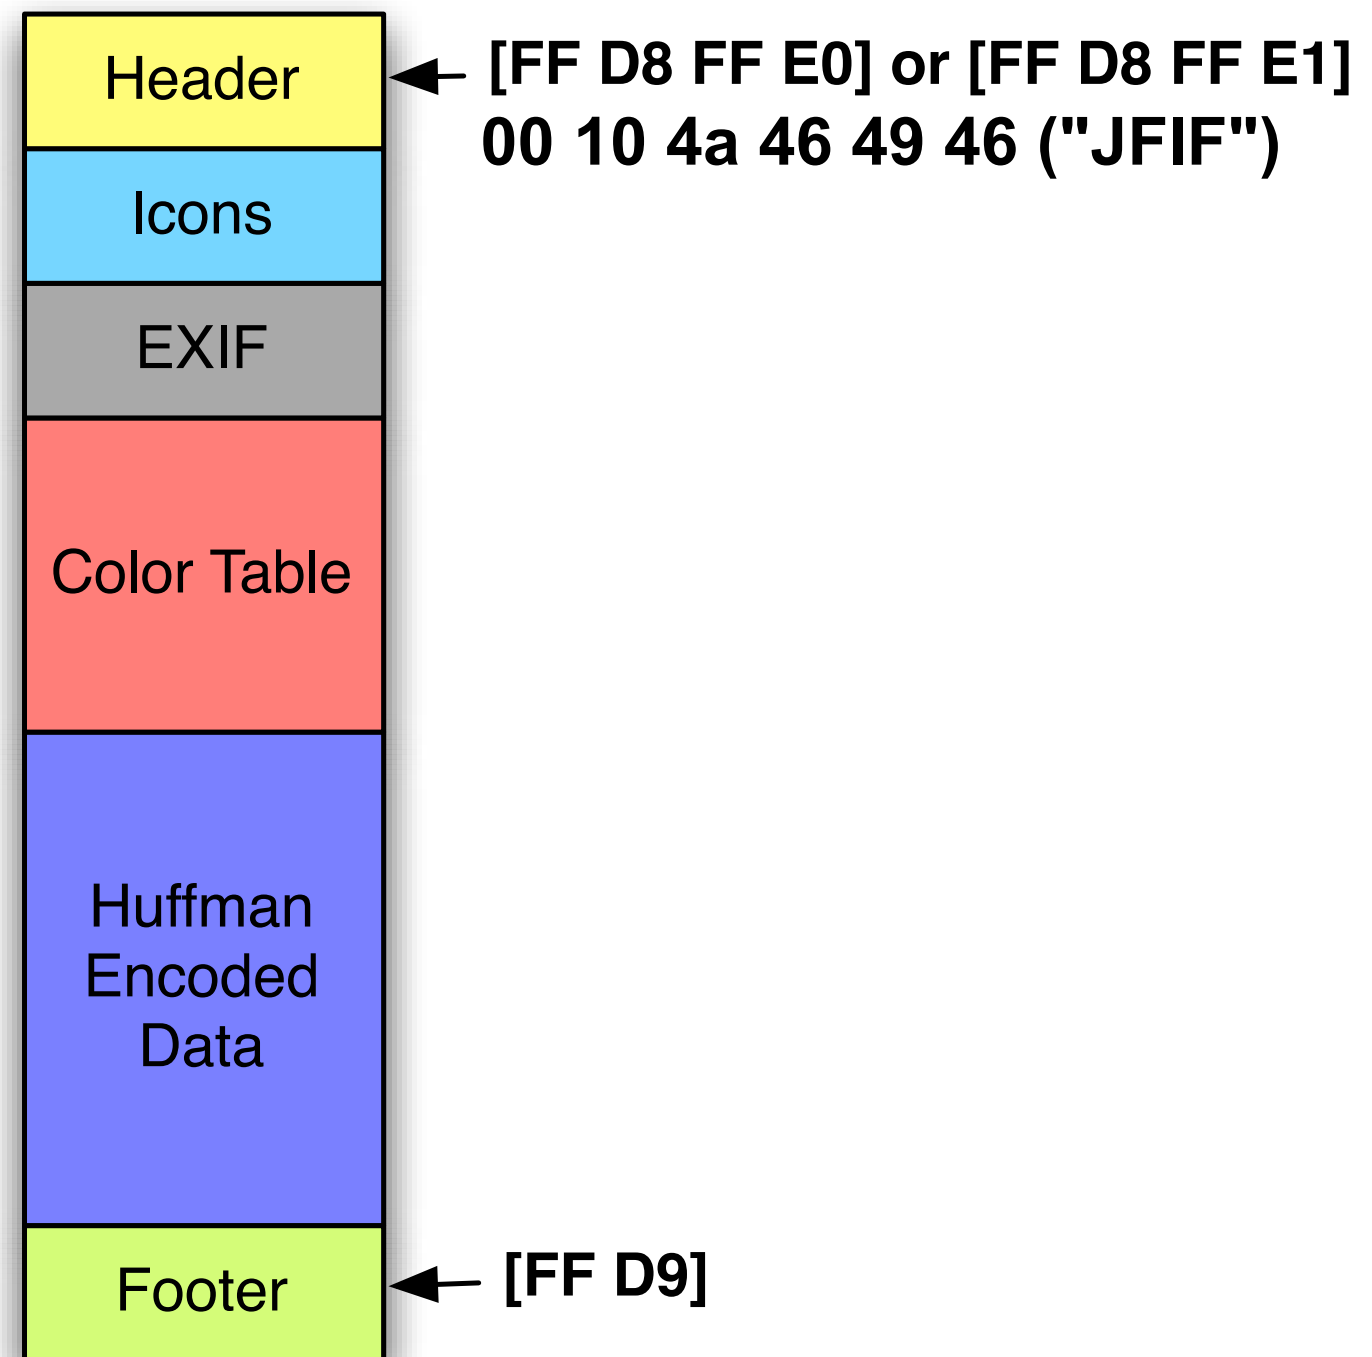 Header
[FF D8 FF E0] or [FF D8 FF E1]
00 10 4a 46 49 46 ("JFIF")
Icons
EXIF
Color Table
Huffman
Encoded
Data
Footer
[FF D9]